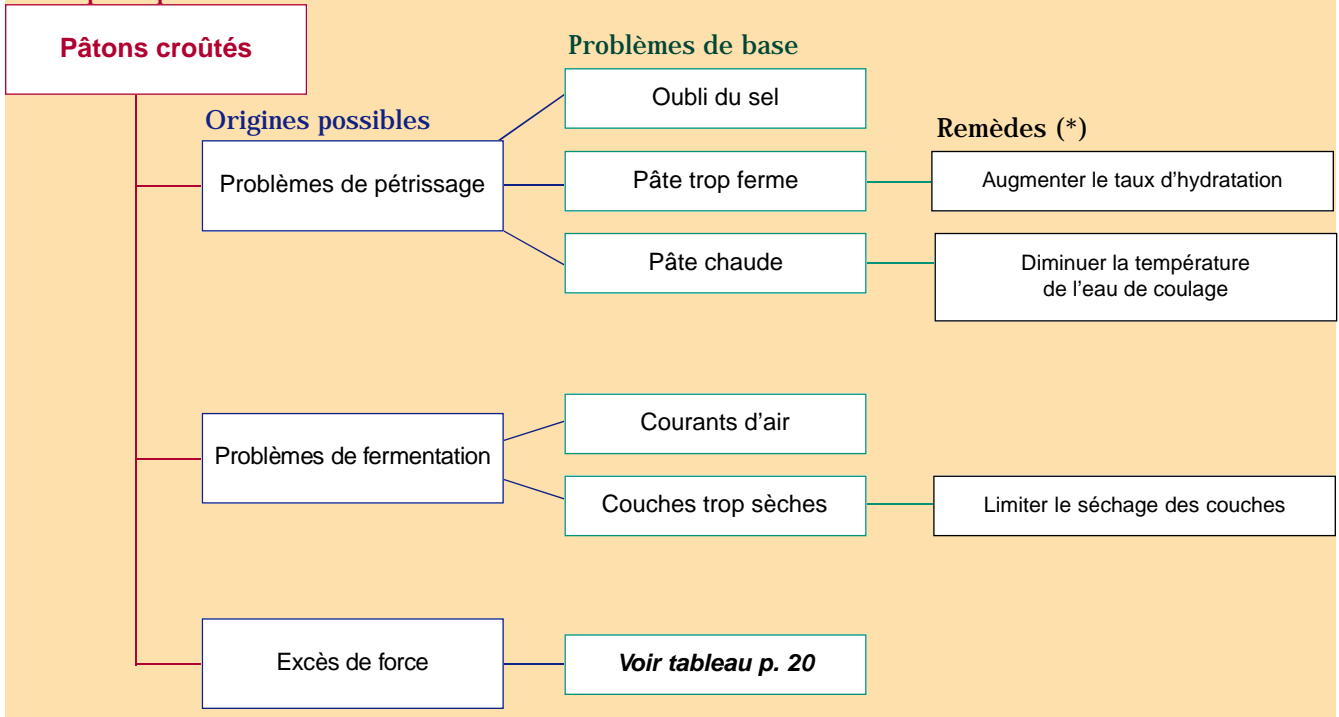 Pâtons croûtés
Problèmes de base
Oubli du sel
Origines possibles
Remèdes (*)
Problèmes de pétrissage
Pâte trop ferme
Augmenter le taux d'hydratation
Pâte chaude
Diminuer la température
de l'eau de coulage
Courants d'air
Problèmes de fermentation
Couches trop sèches
Limiter le séchage des couches
Excès de force
Voir tableau p. 20